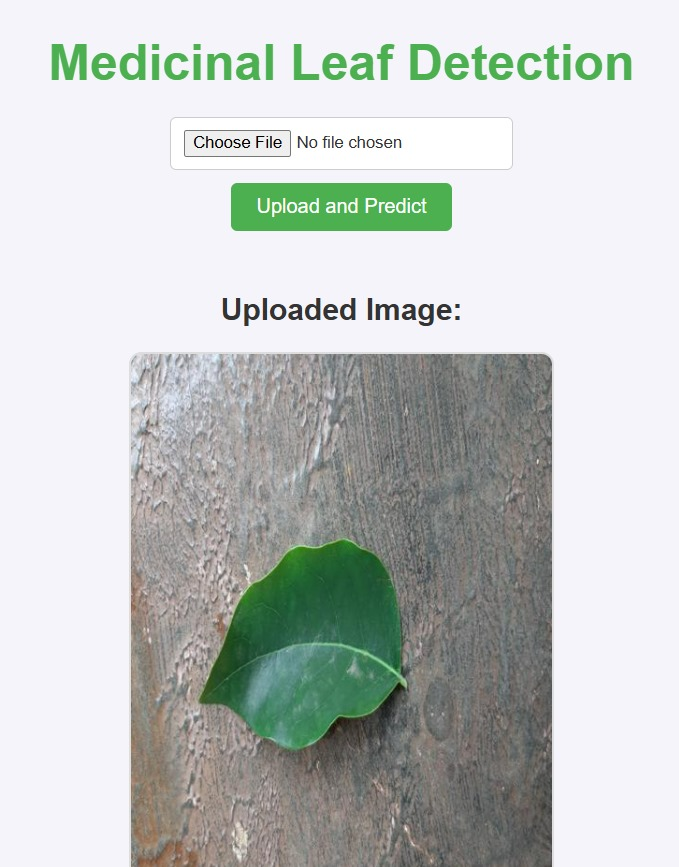 Medicinal Leaf Detection
Choose File No file chosen
Upload and Predict
Uploaded Image: